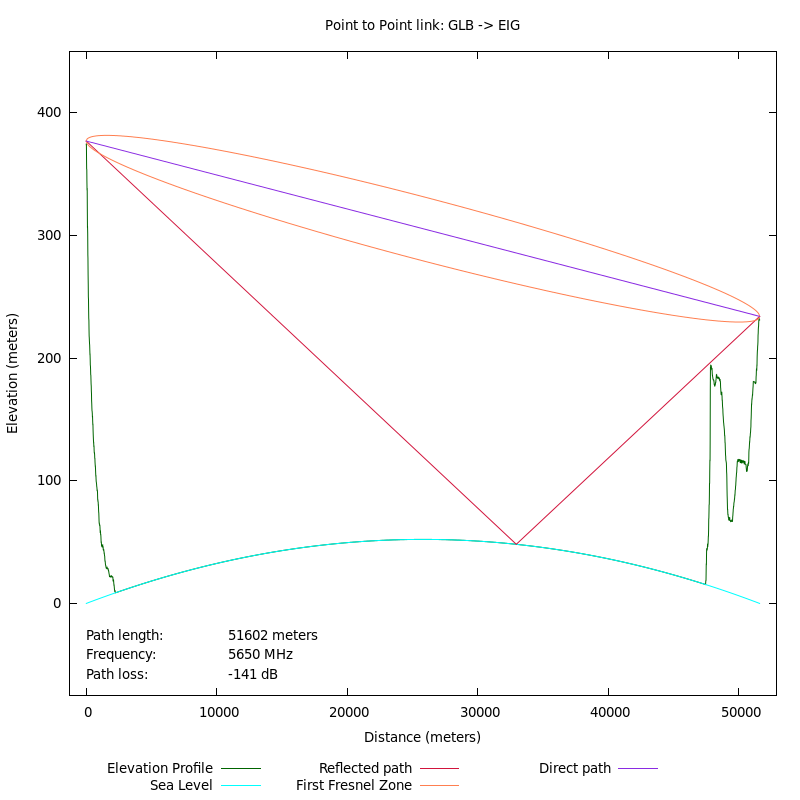 Point to Point link: GLB -> EIG
400
300
200
100
0
Elevation (meters)
Path length: 51602 meters
Frequency: 5650 MHz
Path loss: -141 dB
0 10000 20000 30000 40000 50000
Distance (meters)
Elevation Profile Reflected path Direct path
Sea Level First Fresnel Zone